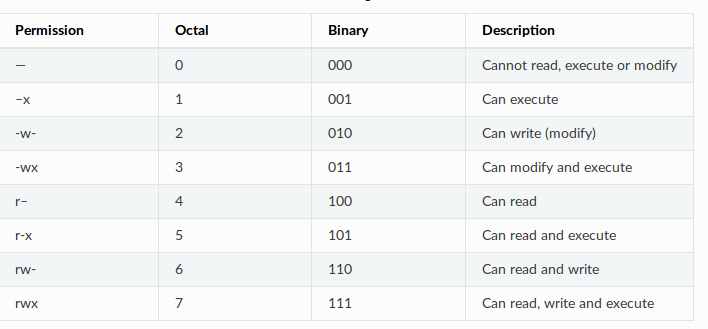 Permission Octal Binary Description
— 0 000 Cannot read, execute or modify
–x 1 001 Can execute
-w- 2 010 Can write (modify)
-wx 3 011 Can modify and execute
r– 4 100 Can read
r-x 5 101 Can read and execute
rw- 6 110 Can read and write
rwx 7 111 Can read, write and execute